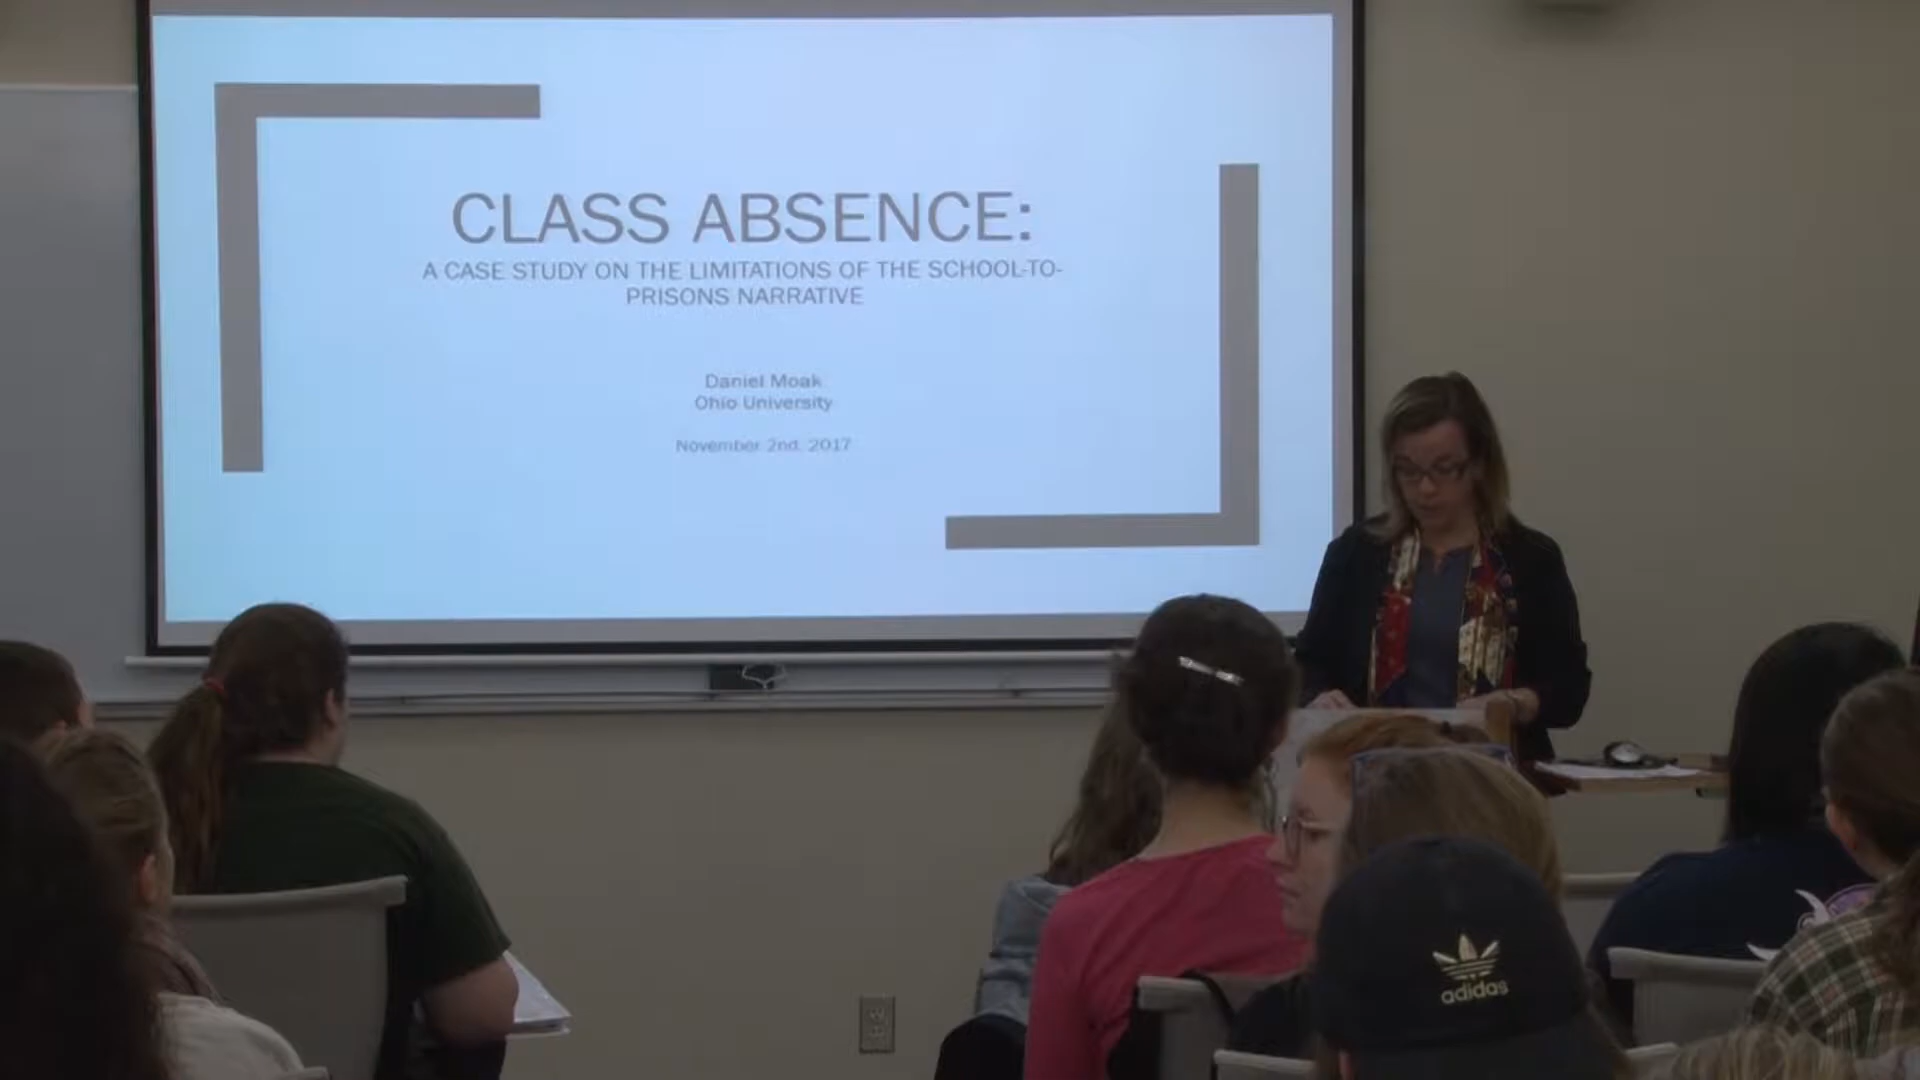 CLASS ABSENCE:
A CASE STUDY ON THE LIMITATIONS OF THE SCHOOL-TO-
PRISONS NARRATIVE
Daniel Moak
Ohio University
November 2nd, 2017
adidas